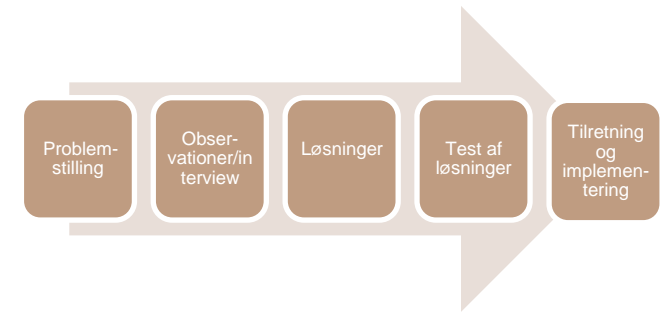 Problem-
stilling
Obser-
vationer/in
terview
Løsninger
Test af
løsninger
Tilretning
og
implemen-
tering